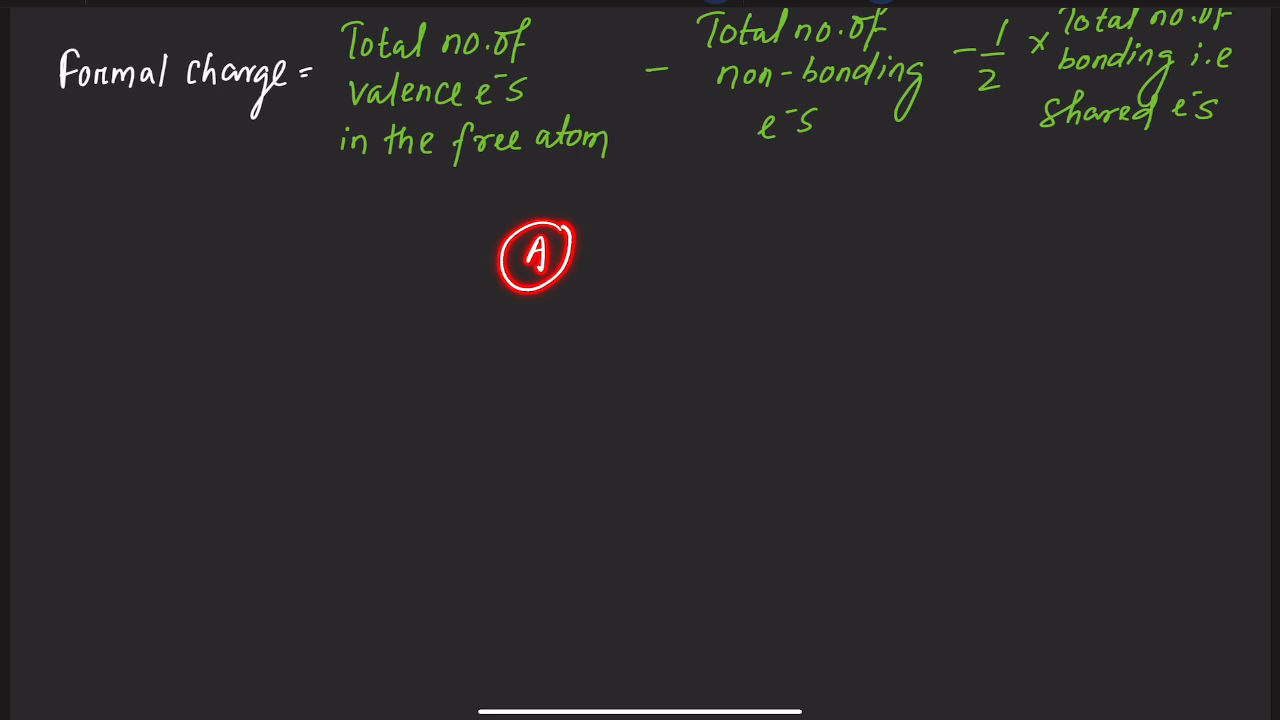 Formal charge = Total no. of valence e⁻s in the free atom - Total no. of non-bonding e⁻s - 1/2 × Total no. of bonding i.e shared e⁻s
A